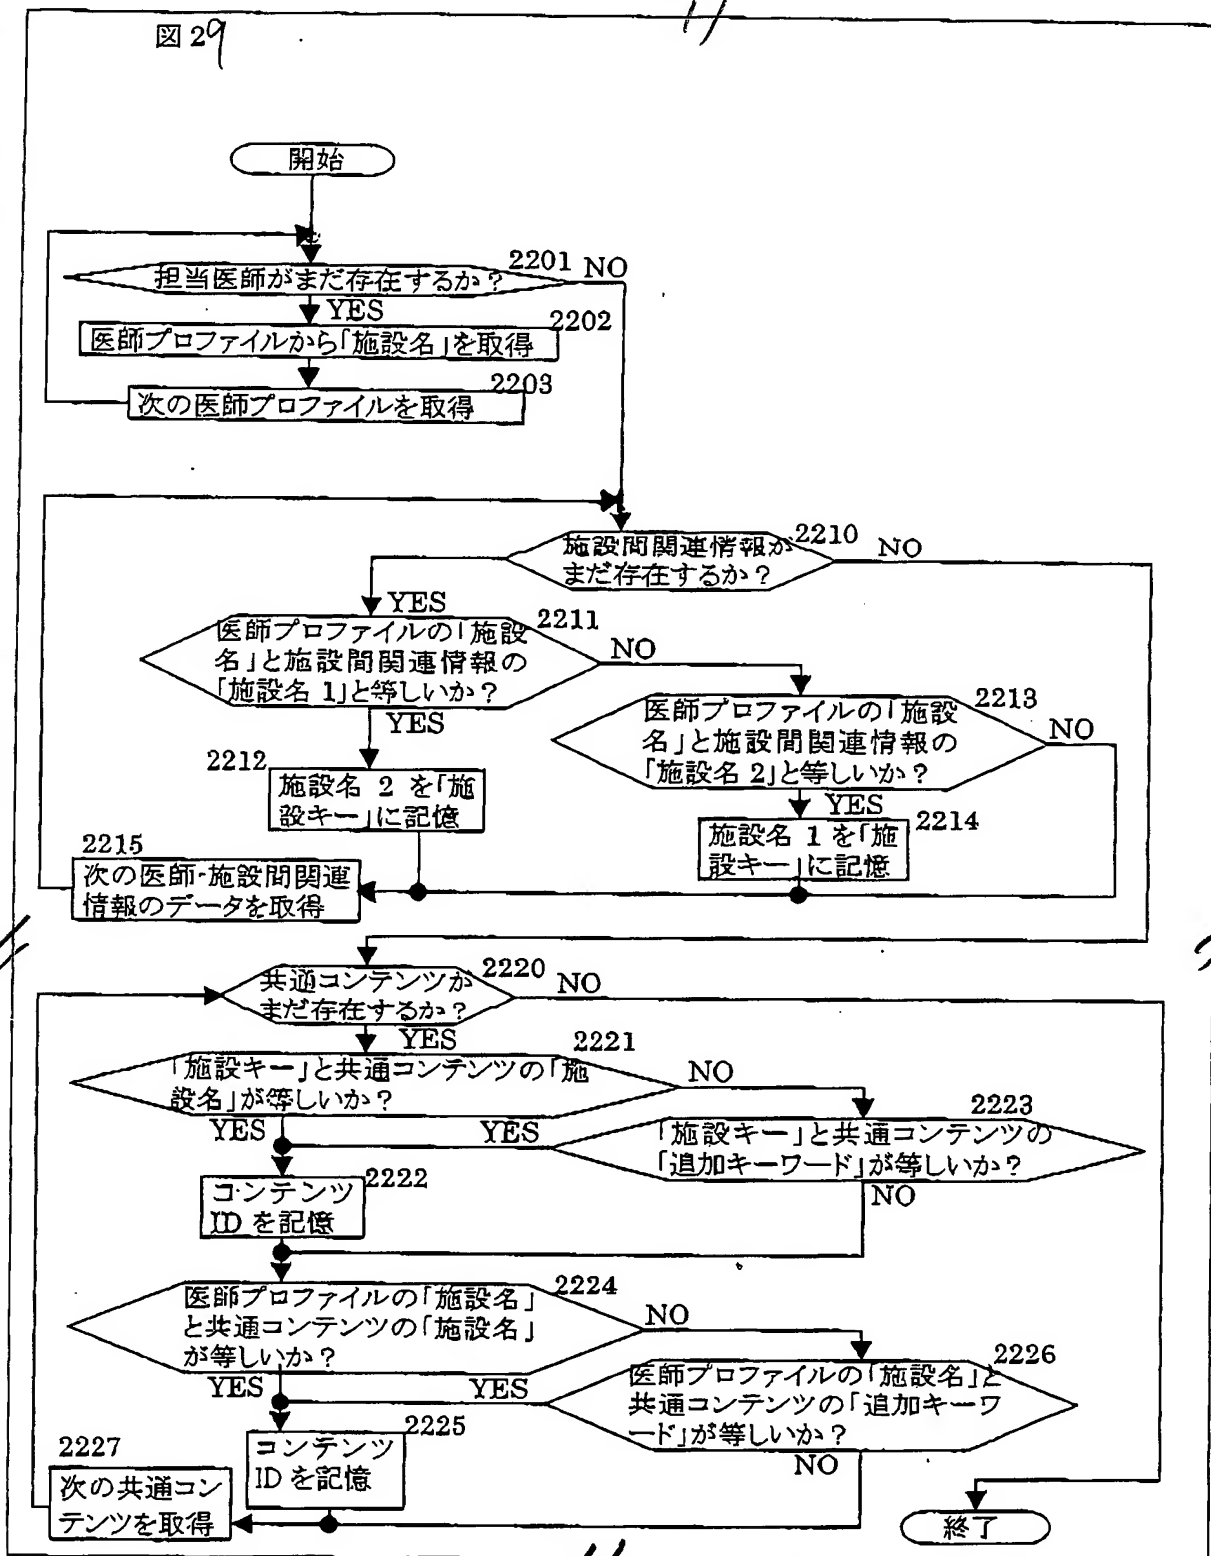 図29
開始
2201 NO
担当医師がまだ存在するか？
YES
2202
医師プロファイルから「施設名」を取得
2203
次の医師プロファイルを取得
2210
NO
施設間関連情報が
まだ存在するか？
YES
2211
NO
医師プロファイルの「施設
名」と施設間関連情報の
「施設名 1」と等しいか？
YES
2213
NO
医師プロファイルの「施設
名」と施設間関連情報の
「施設名 2」と等しいか？
YES
2212
施設名 2 を「施
設キー」に記憶
2214
施設名 1 を「施
設キー」に記憶
2215
次の医師・施設間関連
情報のデータを取得
2220
NO
共通コンテンツが
まだ存在するか？
YES
2221
NO
「施設キー」と共通コンテンツの「施
設名」が等しいか？
YES
YES
2223
「施設キー」と共通コンテンツの
「追加キーワード」が等しいか？
NO
2222
コンテンツ
ID を記憶
2224
NO
医師プロファイルの「施設名」
と共通コンテンツの「施設名」
が等しいか？
YES
YES
2226
医師プロファイルの「施設名」と
共通コンテンツの「追加キーワ
ード」が等しいか？
NO
2225
コンテンツ
ID を記憶
2227
次の共通コン
テンツを取得
終了